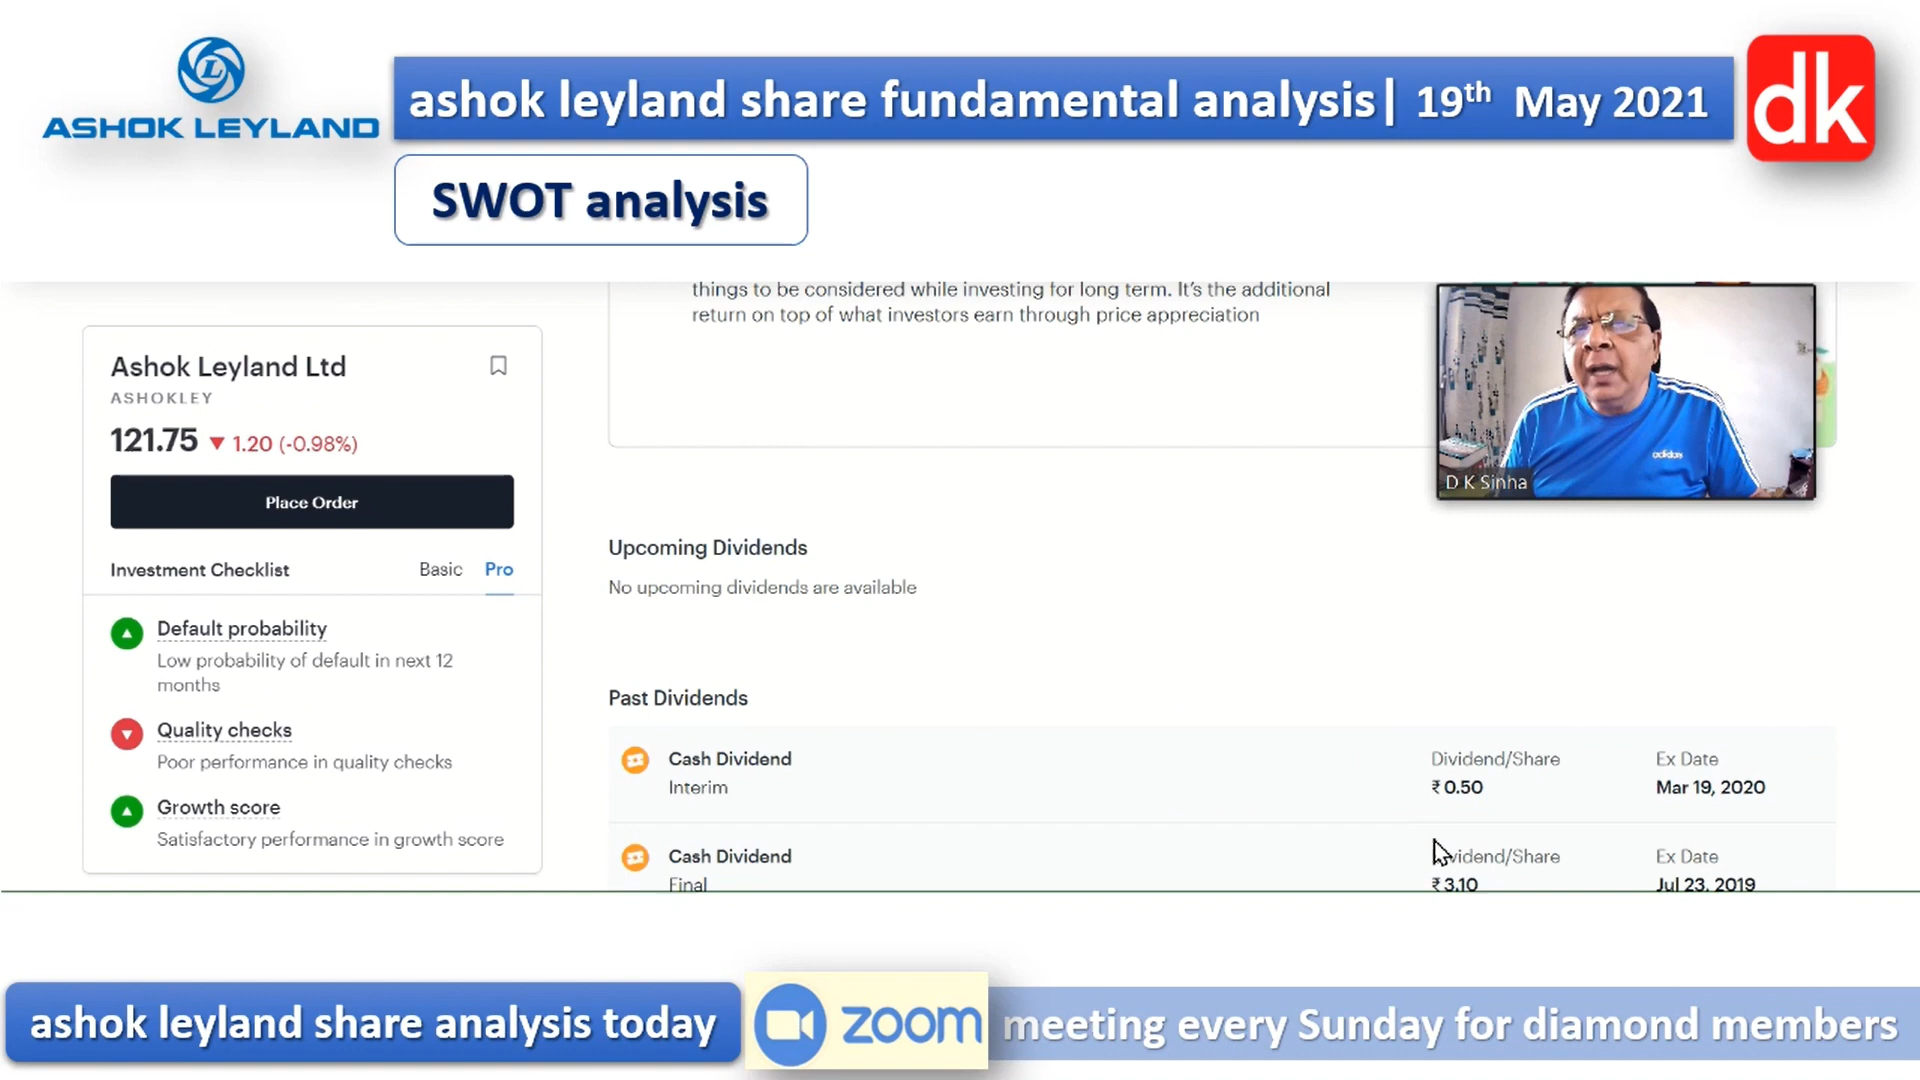 ASHOK LEYLAND
ashok leyland share fundamental analysis| 19th May 2021
dk
SWOT analysis
things to be considered while investing for long term. It's the additional
return on top of what investors earn through price appreciation
Ashok Leyland Ltd
ASHOKLEY
121.75 ▼ 1.20 (-0.98%)
Place Order
Investment Checklist Basic Pro
Default probability
Low probability of default in next 12
months
Quality checks
Poor performance in quality checks
Growth score
Satisfactory performance in growth score
adidas
D K Sinha
Upcoming Dividends
No upcoming dividends are available
Past Dividends
Cash Dividend Dividend/Share Ex Date
Interim ₹ 0.50 Mar 19, 2020
Cash Dividend Dividend/Share Ex Date
Final ₹ 3.10 Jul 23, 2019
ashok leyland share analysis today
zoom meeting every Sunday for diamond members